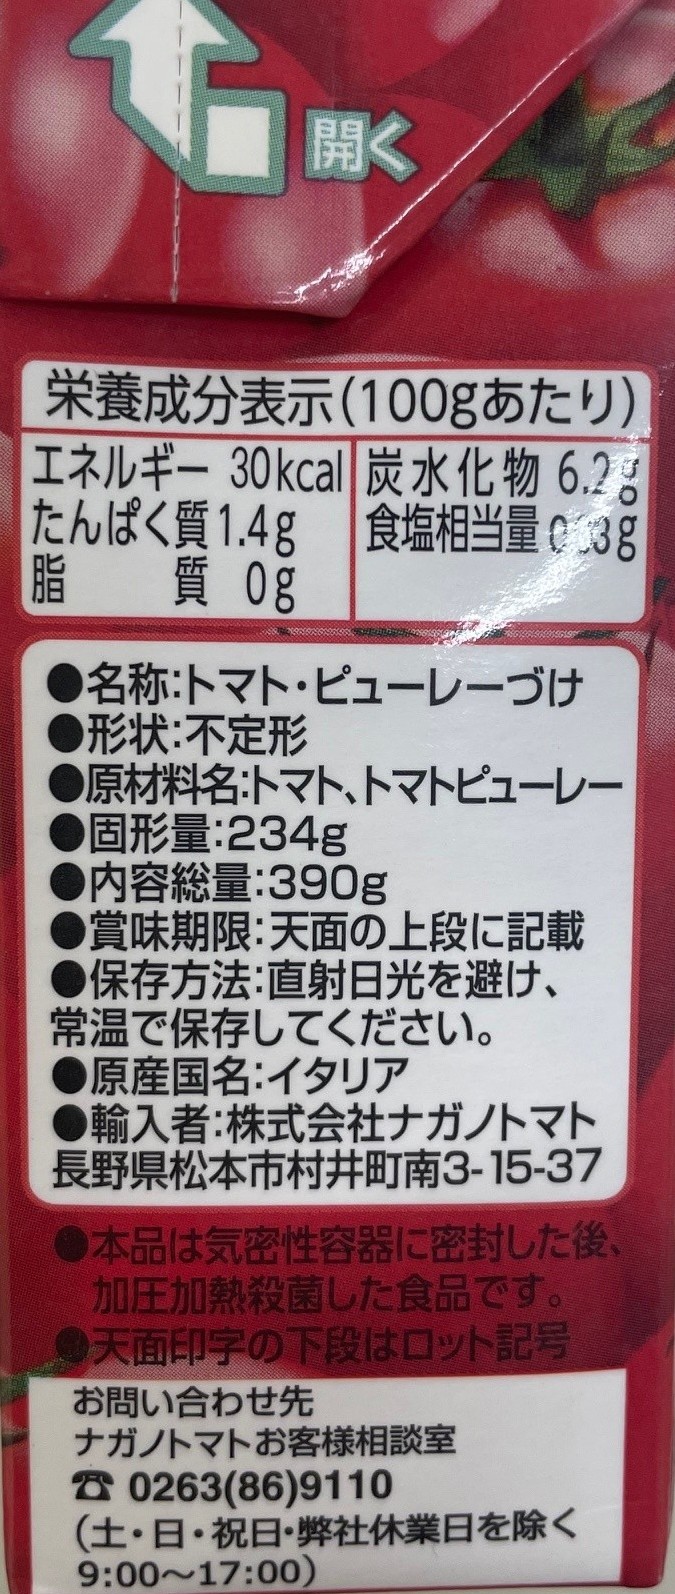 開く
栄養成分表示(100gあたり)
エネルギー 30kcal
たんぱく質 1.4g
脂質 0g
炭水化物 6.2g
食塩相当量
●名称:トマト・ピューレーづけ
●形状:不定形
●原材料名:トマト、トマトピューレー
●固形量:234g
●内容総量:390g
●賞味期限:天面の上段に記載
●保存方法:直射日光を避け、
常温で保存してください。
●原産国名:イタリア
●輸入者:株式会社ナガノトマト
長野県松本市村井町南3-15-37
●本品は気密性容器に密封した後、
加圧加熱殺菌した食品です。
●天面印字の下段はロット記号
お問い合わせ先
ナガノトマトお客様相談室
☎ 0263(86)9110
(土・日・祝日・弊社休業日を除く
9:00～17:00)